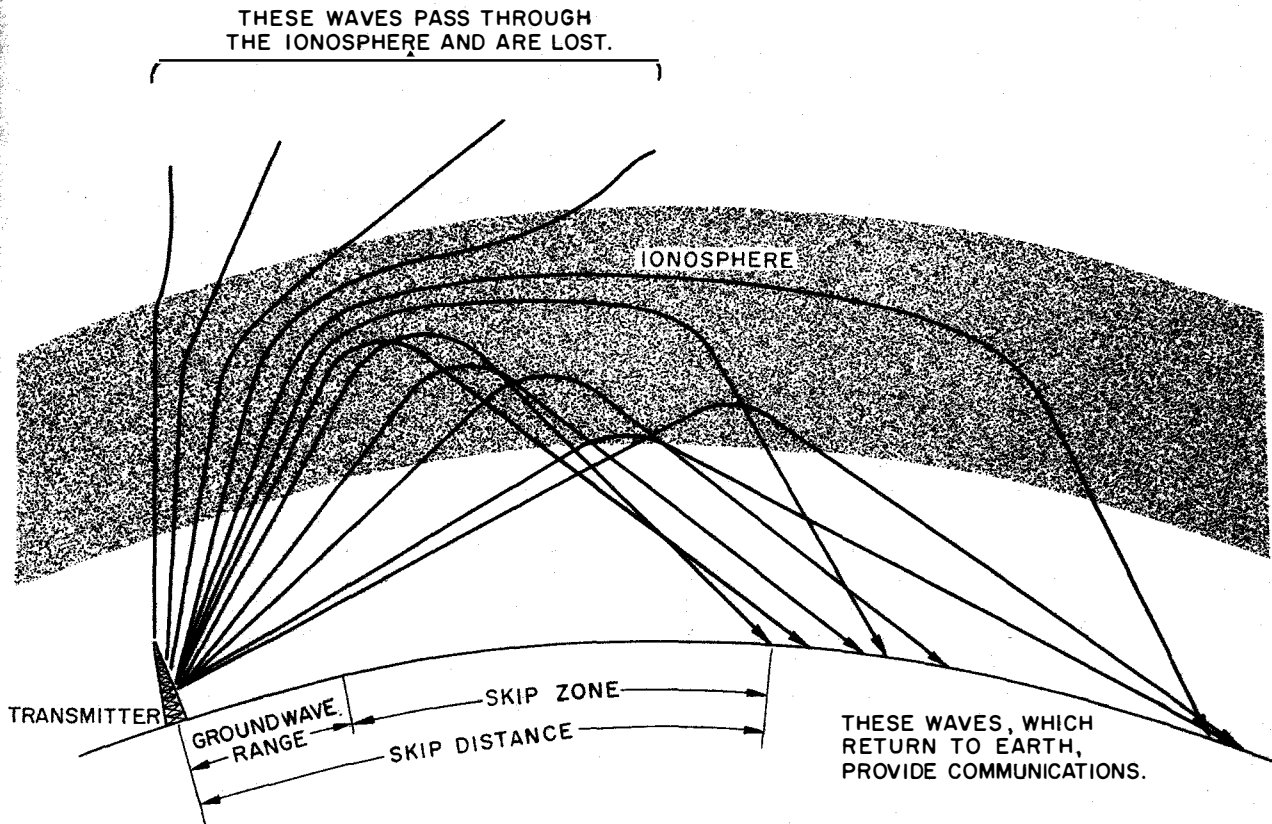 THESE WAVES PASS THROUGH
THE IONOSPHERE AND ARE LOST.
IONOSPHERE
TRANSMITTER
GROUNDWAVE
RANGE
SKIP ZONE
SKIP DISTANCE
THESE WAVES, WHICH
RETURN TO EARTH,
PROVIDE COMMUNICATIONS.